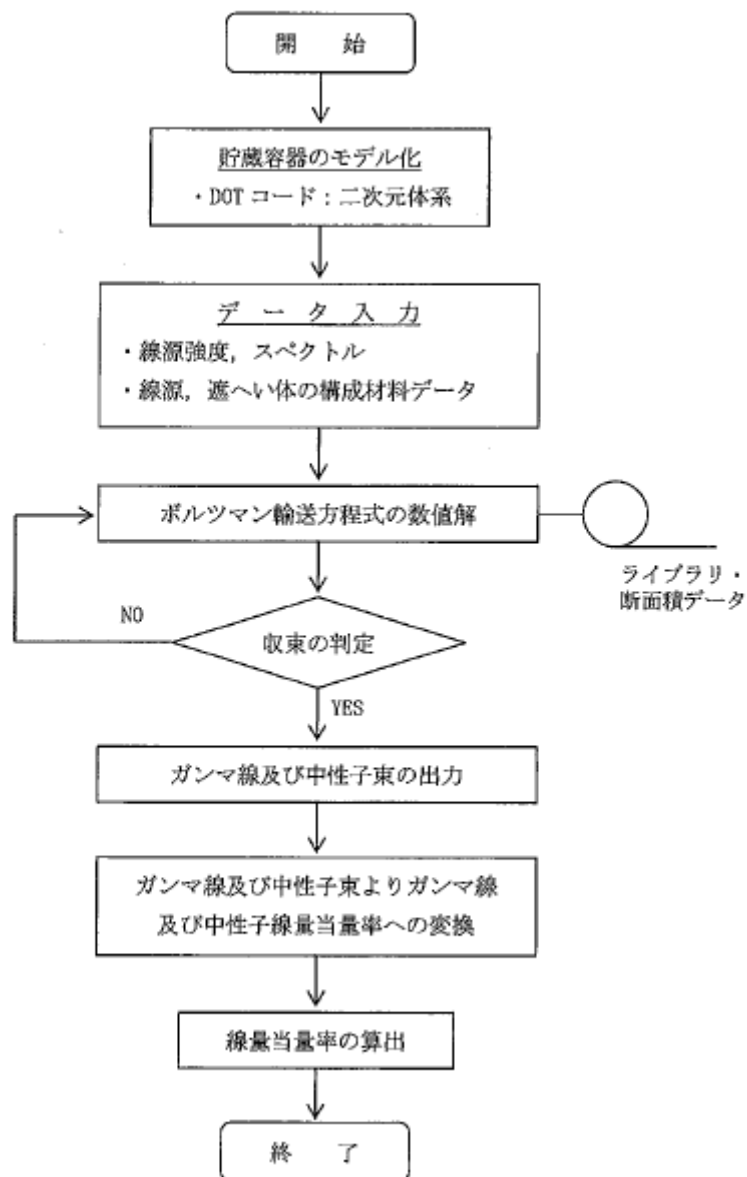 開 始
貯蔵容器のモデル化
・DOTコード:二次元体系
デ ー タ 入 力
・線源強度,スペクトル
・線源,遮へい体の構成材料データ
ボルツマン輸送方程式の数値解
ライブラリ・
断面積データ
NO
収束の判定
YES
ガンマ線及び中性子束の出力
ガンマ線及び中性子束よりガンマ線
及び中性子線量当量率への変換
線量当量率の算出
終 了